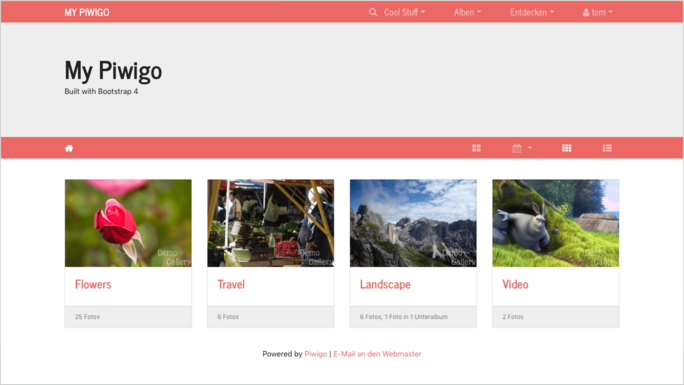 MY PIWIGO
Cool Stuff
Alben
Entdecken
tom
My Piwigo
Built with Bootstrap 4
Demo
Gallery
Demo
Gallery
Demo
Gallery
Demo
Gallery
Flowers
Travel
Landscape
Video
25 Fotos
6 Fotos
6 Fotos, 1 Foto in 1 Unteralbum
2 Fotos
Powered by Piwigo | E-Mail an den Webmaster